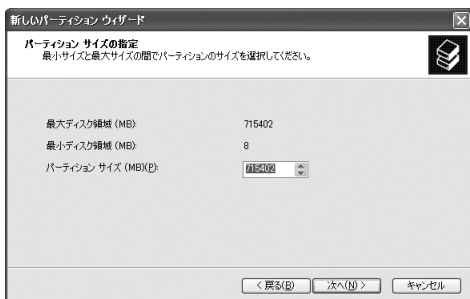 新しいパーティション ウィザード
パーティション サイズの指定
最小サイズと最大サイズの間でパーティションのサイズを選択してください。
最大ディスク領域 (MB): 715402
最小ディスク領域 (MB): 8
パーティション サイズ (MB)(P): 715402
< 戻る(B) 次へ(N) > キャンセル